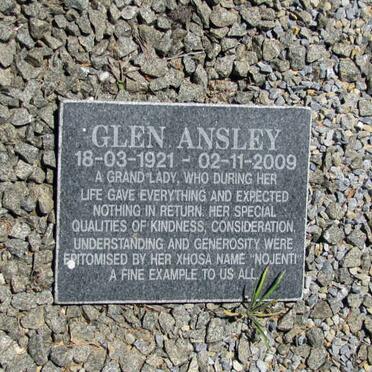 GLEN ANSLEY
18-03-1921 - 02-11-2009
A GRAND LADY, WHO DURING HER
LIFE GAVE EVERYTHING AND EXPECTED
NOTHING IN RETURN. HER SPECIAL
QUALITIES OF KINDNESS, CONSIDERATION,
UNDERSTANDING AND GENEROSITY WERE
EPITOMISED BY HER XHOSA NAME "NOJENTI"
A FINE EXAMPLE TO US ALL.